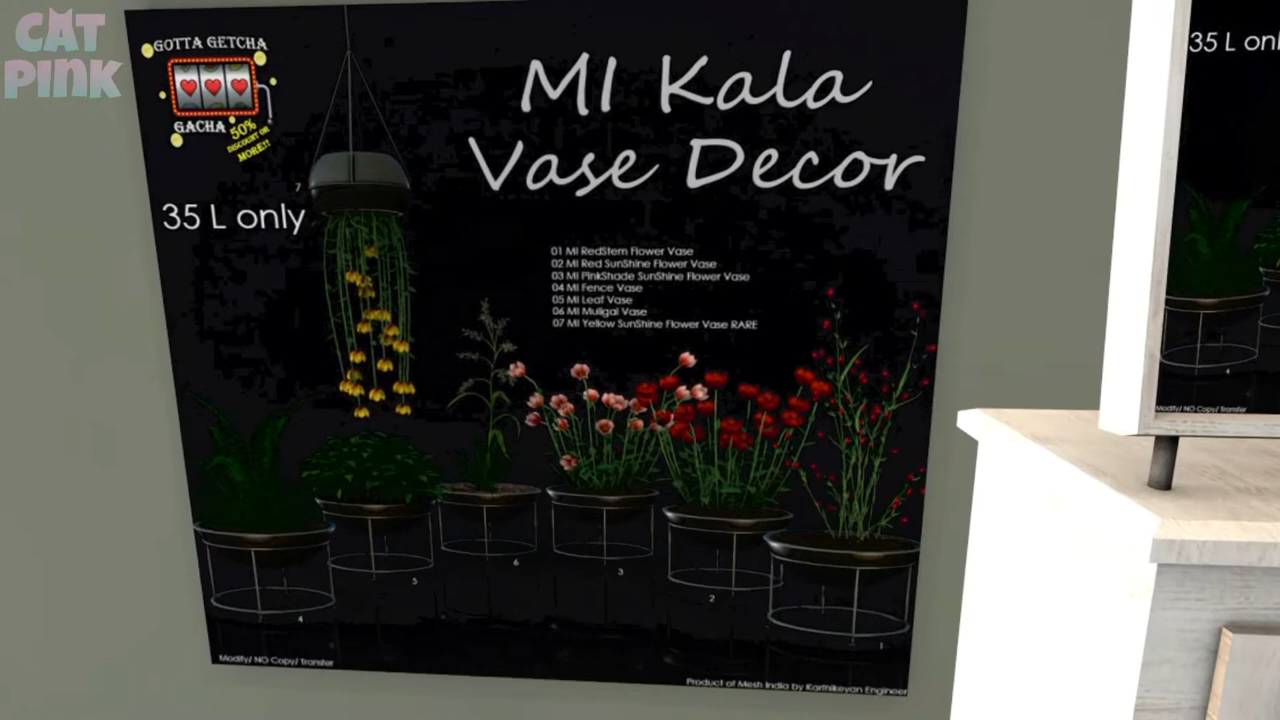 CAT
PINK
GOTTA GETCHA
GACHA
50%
DISCOUNT OR
MORE!!
MI Kala
Vase Decor
7
35 L only
01 MI RedStem Flower Vase
02 MI Red SunShine Flower Vase
03 MI PinkShade SunShine Flower Vase
04 MI Fence Vase
05 MI Leaf Vase
06 MI Muligai Vase
07 MI Yellow SunShine Flower Vase RARE
6
3
5
2
4
1
Modify/ NO Copy/ Transfer
Product of Mesh India by Karthikeyan Engineer
35 L
4
Modify/ NO Copy/ Transfer